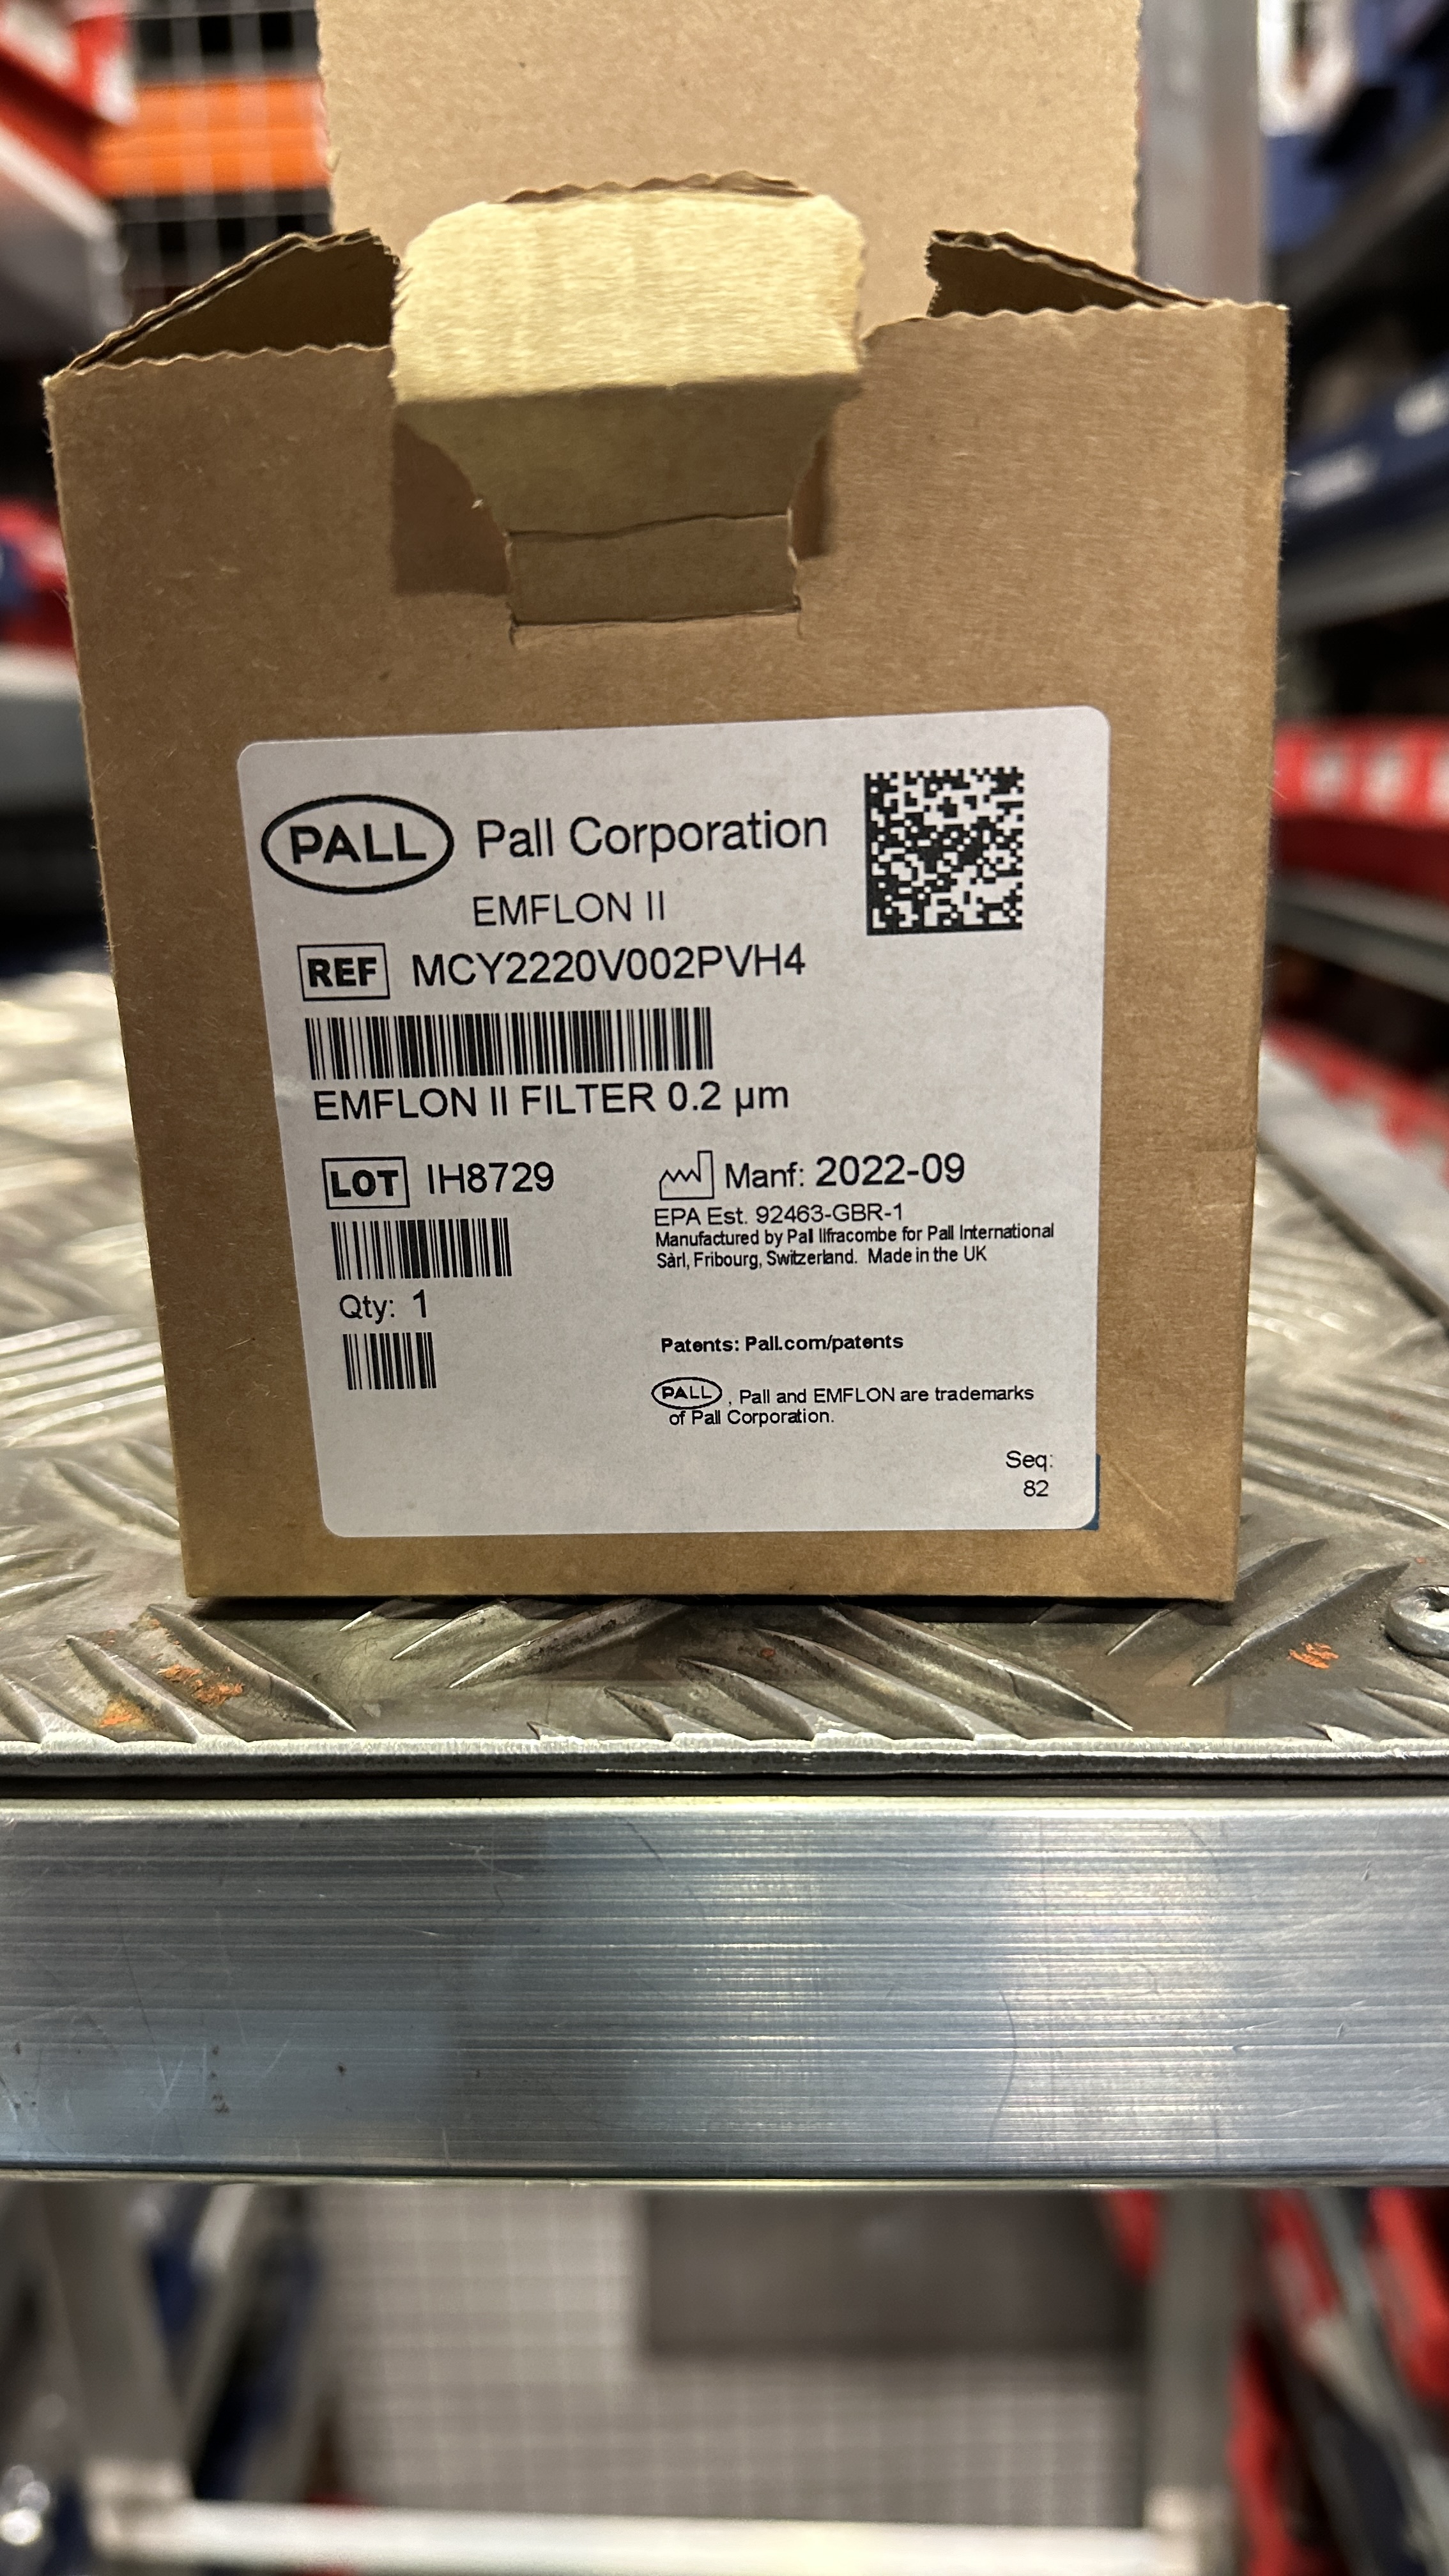 PALL Pall Corporation
EMFLON II
REF MCY2220V002PVH4
EMFLON II FILTER 0.2 µm
LOT IH8729
Manf: 2022-09
EPA Est. 92463-GBR-1
Manufactured by Pall Ilfracombe for Pall International
Sàrl, Fribourg, Switzerland. Made in the UK
Qty: 1
Patents: Pall.com/patents
PALL , Pall and EMFLON are trademarks
of Pall Corporation.
Seq:
82